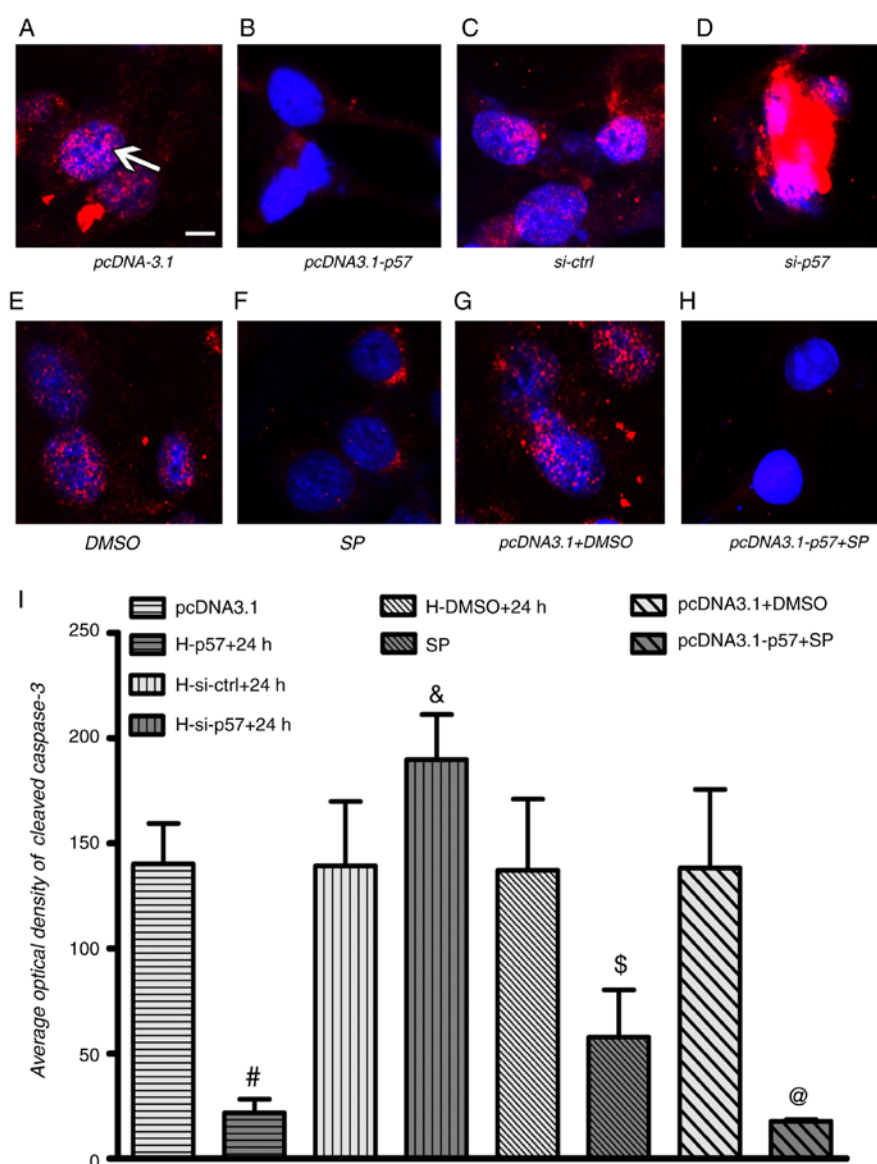 A B C D
pcDNA-3.1 pcDNA3.1-p57 si-ctrl si-p57
E F G H
DMSO SP pcDNA3.1+DMSO pcDNA3.1-p57+SP
I
pcDNA3.1 H-DMSO+24 h pcDNA3.1+DMSO
H-p57+24 h SP pcDNA3.1-p57+SP
H-si-ctrl+24 h
H-si-p57+24 h
Average optical density of cleaved caspase-3
250
200
150
100
50
0
# & $ @